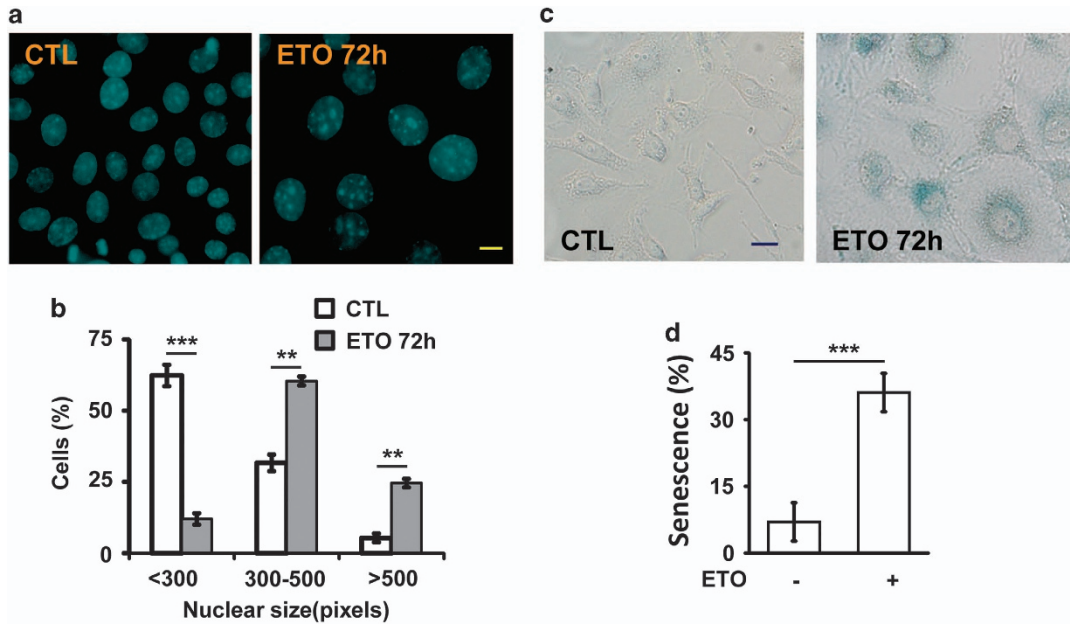 a
CTL
ETO 72h
c
CTL
ETO 72h
b
CTL
ETO 72h
75
50
25
0
Cells (%)
***
**
**
<300
300-500
>500
Nuclear size(pixels)
d
45
30
15
0
Senescence (%)
***
ETO - +